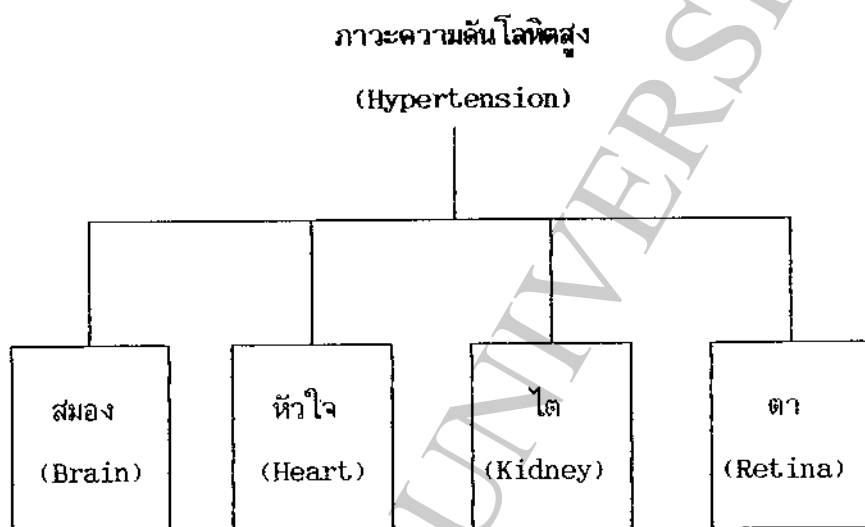 ภาวะความดันโลหิตสูง
(Hypertension)
สมอง
(Brain)
หัวใจ
(Heart)
ไต
(Kidney)
ตา
(Retina)
UNIVERSI